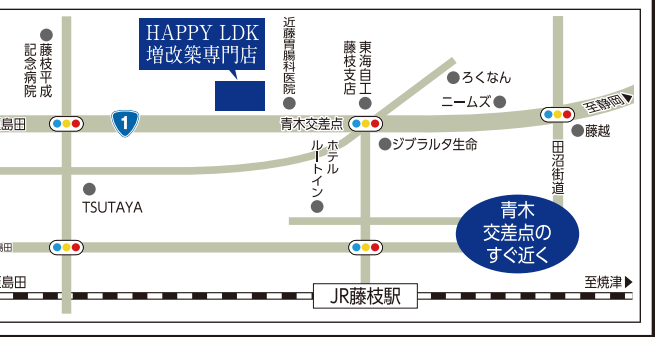 HAPPY LDK
増改築専門店
近藤胃腸科医院
東海自工
藤枝支店
藤枝平成
記念病院
ろくなん
ニームズ
至静岡
島田
1
青木交差点
藤越
ジブラルタ生命
ホテル
ルートイン
田沼街道
TSUTAYA
青木
交差点の
すぐ近く
島田
至島田
JR藤枝駅
至焼津